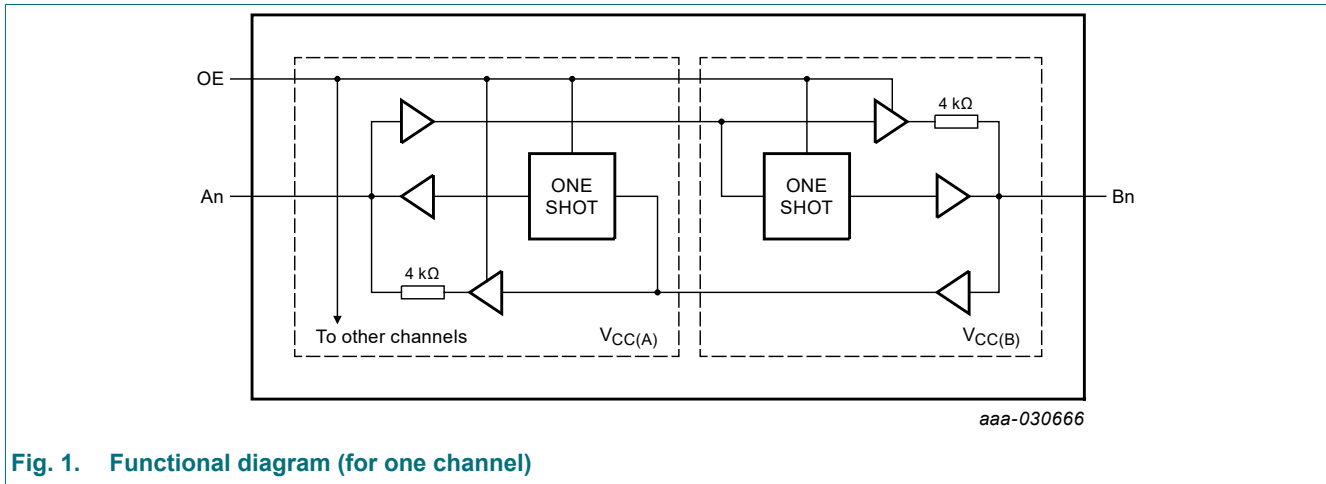 OE
4 kΩ
An
ONE
SHOT
ONE
SHOT
Bn
4 kΩ
To other channels
VCC(A)
VCC(B)
aaa-030666
Fig. 1. Functional diagram (for one channel)